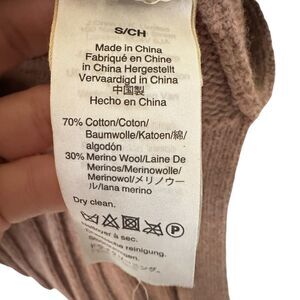 S/CH
Made in China
Fabriqué en Chine
in China Hergestellt
Vervaardigd in China
中国製
Hecho en China
70% Cotton/Coton/
Baumwolle/Katoen/綿/
algodón
30% Merino Wool/Laine De
Merinos/Merinowolle/
Merinowol/メリノウー
ル/lana merino
Dry clean.
à sec.
reinigung.